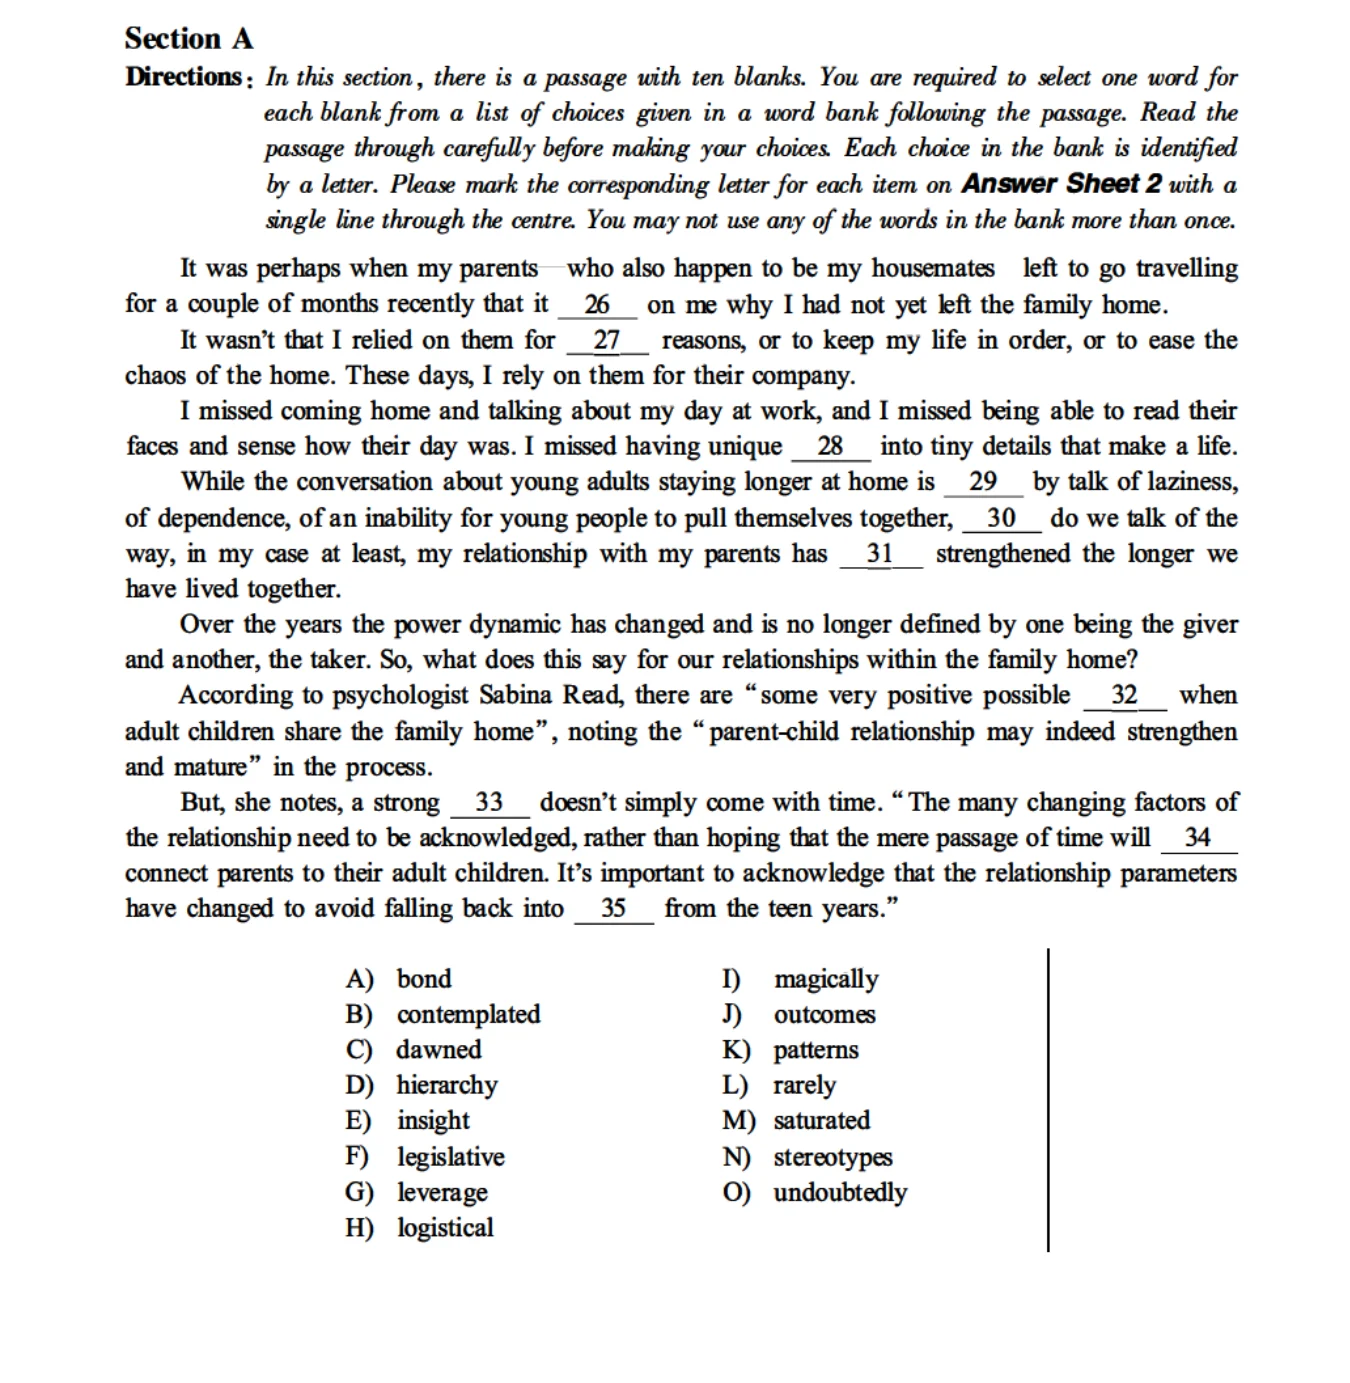 Section A
Directions: In this section, there is a passage with ten blanks. You are required to select one word for
each blank from a list of choices given in a word bank following the passage. Read the
passage through carefully before making your choices. Each choice in the bank is identified
by a letter. Please mark the corresponding letter for each item on Answer Sheet 2 with a
single line through the centre. You may not use any of the words in the bank more than once.
It was perhaps when my parents—who also happen to be my housemates left to go travelling
for a couple of months recently that it 26 on me why I had not yet left the family home.
It wasn't that I relied on them for 27 reasons, or to keep my life in order, or to ease the
chaos of the home. These days, I rely on them for their company.
I missed coming home and talking about my day at work, and I missed being able to read their
faces and sense how their day was. I missed having unique 28 into tiny details that make a life.
While the conversation about young adults staying longer at home is 29 by talk of laziness,
of dependence, of an inability for young people to pull themselves together, 30 do we talk of the
way, in my case at least, my relationship with my parents has 31 strengthened the longer we
have lived together.
Over the years the power dynamic has changed and is no longer defined by one being the giver
and another, the taker. So, what does this say for our relationships within the family home?
According to psychologist Sabina Read, there are "some very positive possible 32 when
adult children share the family home", noting the "parent-child relationship may indeed strengthen
and mature" in the process.
But, she notes, a strong 33 doesn't simply come with time. "The many changing factors of
the relationship need to be acknowledged, rather than hoping that the mere passage of time will 34
connect parents to their adult children. It's important to acknowledge that the relationship parameters
have changed to avoid falling back into 35 from the teen years."
A) bond
B) contemplated
C) dawned
D) hierarchy
E) insight
F) legislative
G) leverage
H) logistical
I) magically
J) outcomes
K) patterns
L) rarely
M) saturated
N) stereotypes
O) undoubtedly